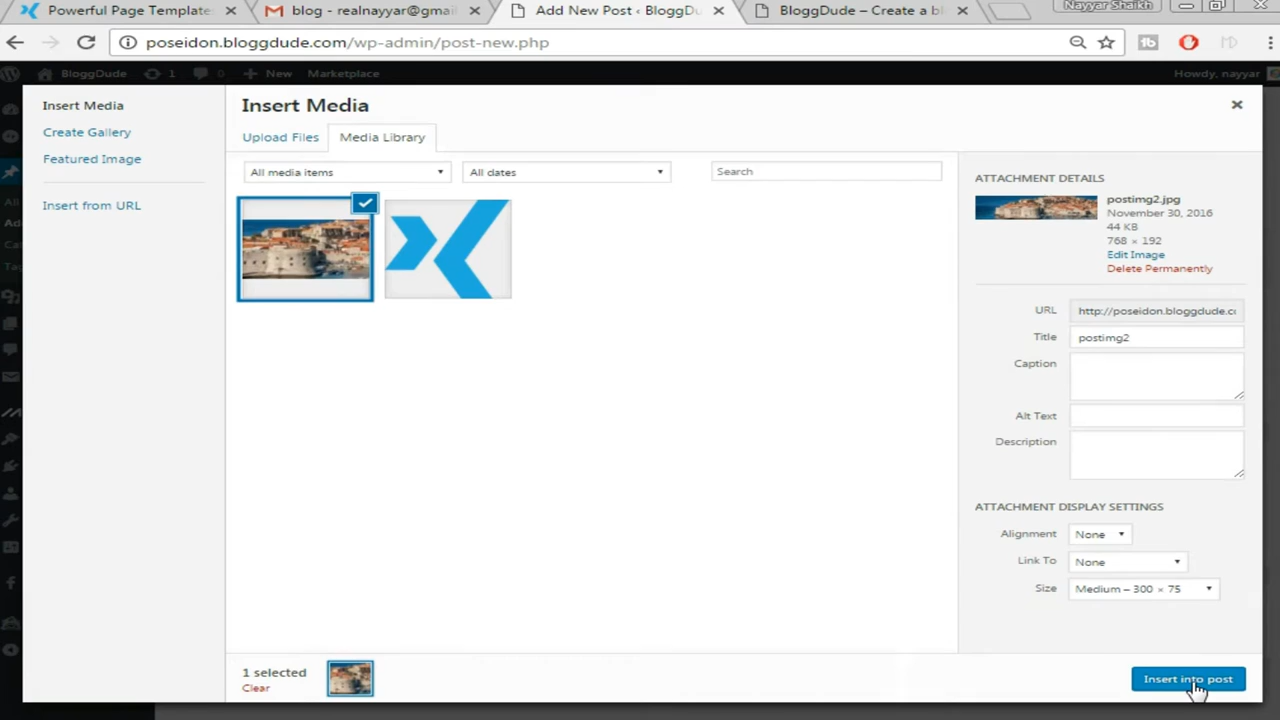 Powerful Page Template
blog - realnayyar@gmai
Add New Post ‹ BloggDu
BloggDude – Create a b
Nayyar Shaikh
poseidon.bloggdude.com/wp-admin/post-new.php
BloggDude
1
0
New
Marketplace
Howdy, nayyar
Insert Media
Create Gallery
Featured Image
Insert from URL
Insert Media
Upload Files
Media Library
All media items
All dates
Search
ATTACHMENT DETAILS
postimg2.jpg
November 30, 2016
44 KB
768 × 192
Edit Image
Delete Permanently
URL
http://poseidon.bloggdude.c
Title
postimg2
Caption
Alt Text
Description
ATTACHMENT DISPLAY SETTINGS
Alignment
None
Link To
None
Size
Medium – 300 × 75
1 selected
Clear
Insert into post